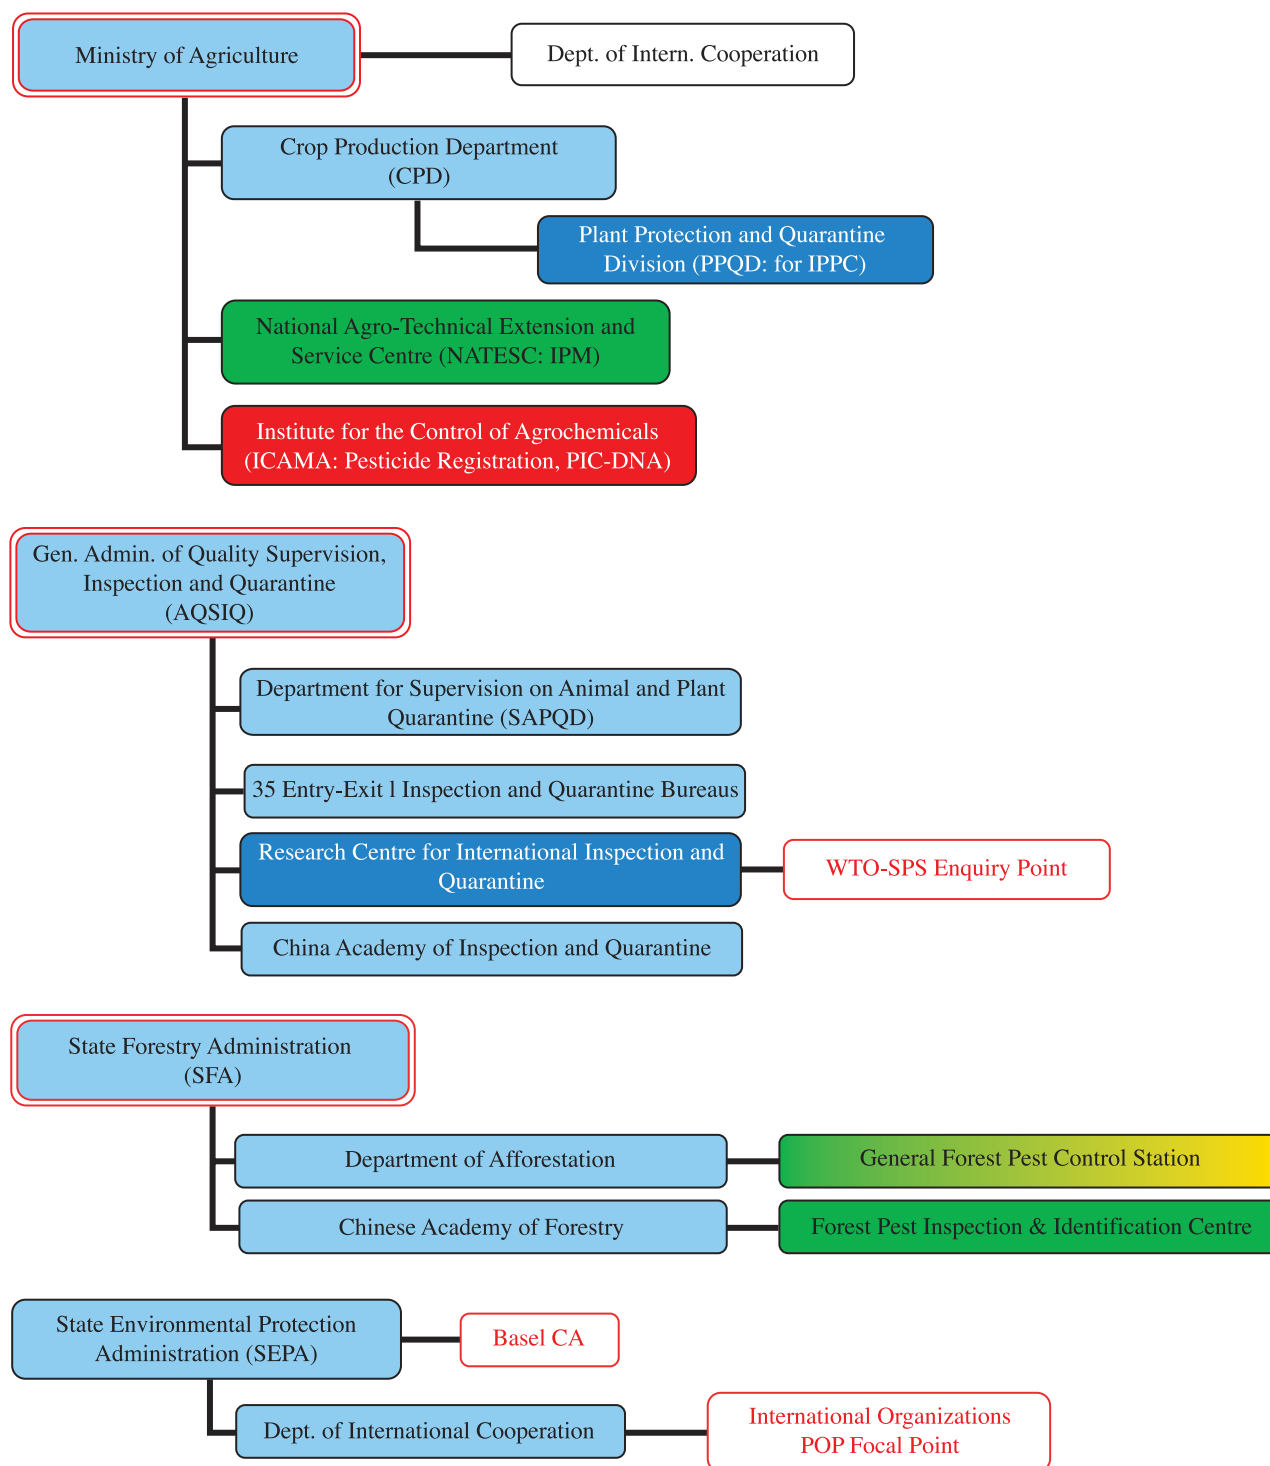 Ministry of Agriculture
Dept. of Intern. Cooperation
Crop Production Department
(CPD)
Plant Protection and Quarantine
Division (PPQD: for IPPC)
National Agro-Technical Extension and
Service Centre (NATESC: IPM)
Institute for the Control of Agrochemicals
(ICAMA: Pesticide Registration, PIC-DNA)
Gen. Admin. of Quality Supervision,
Inspection and Quarantine
(AQSIQ)
Department for Supervision on Animal and Plant
Quarantine (SAPQD)
35 Entry-Exit l Inspection and Quarantine Bureaus
Research Centre for International Inspection and
Quarantine
WTO-SPS Enquiry Point
China Academy of Inspection and Quarantine
State Forestry Administration
(SFA)
Department of Afforestation
General Forest Pest Control Station
Chinese Academy of Forestry
Forest Pest Inspection & Identification Centre
State Environmental Protection
Administration (SEPA)
Basel CA
Dept. of International Cooperation
International Organizations
POP Focal Point